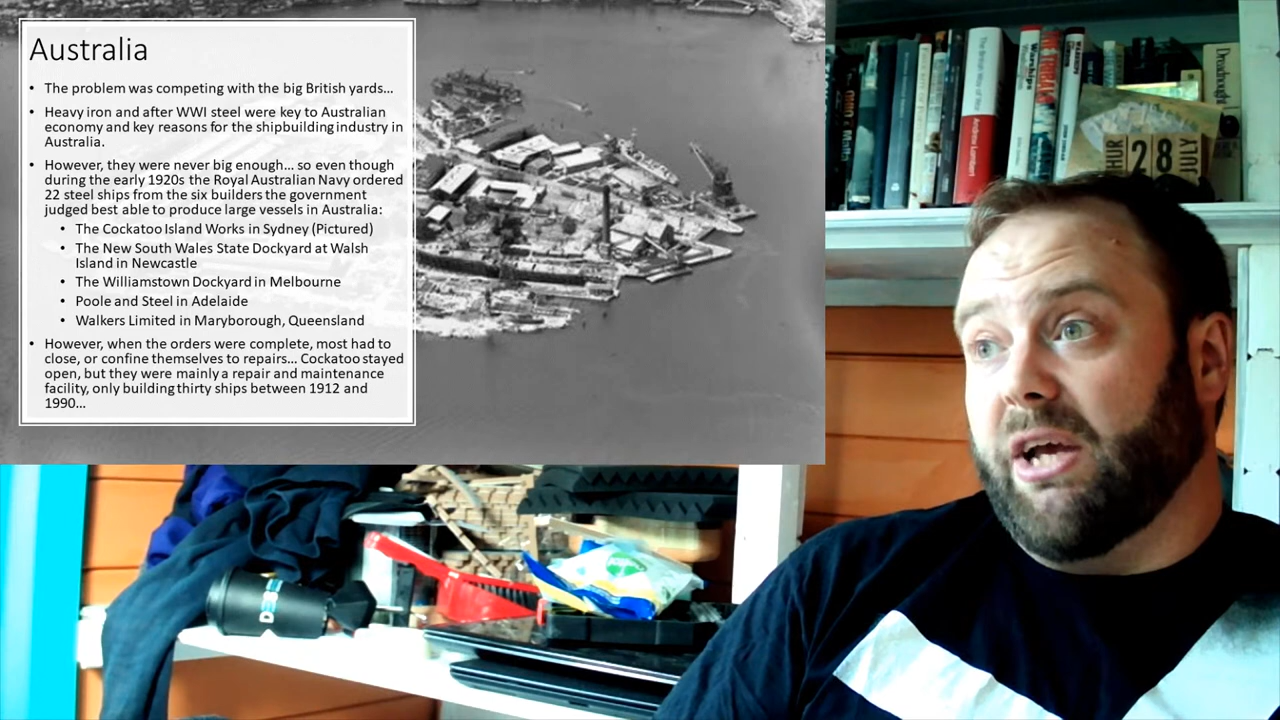 Australia
• The problem was competing with the big British yards...
• Heavy iron and after WWI steel were key to Australian
economy and key reasons for the shipbuilding industry in
Australia.
• However, they were never big enough... so even though
during the early 1920s the Royal Australian Navy ordered
22 steel ships from the six builders the government
judged best able to produce large vessels in Australia:
• The Cockatoo Island Works in Sydney (Pictured)
• The New South Wales State Dockyard at Walsh
Island in Newcastle
• The Williamstown Dockyard in Melbourne
• Poole and Steel in Adelaide
• Walkers Limited in Maryborough, Queensland
• However, when the orders were complete, most had to
close, or confine themselves to repairs... Cockatoo stayed
open, but they were mainly a repair and maintenance
facility, only building thirty ships between 1912 and
1990...
Andrew Lambert
Warships
Dreadnought
28
JULY